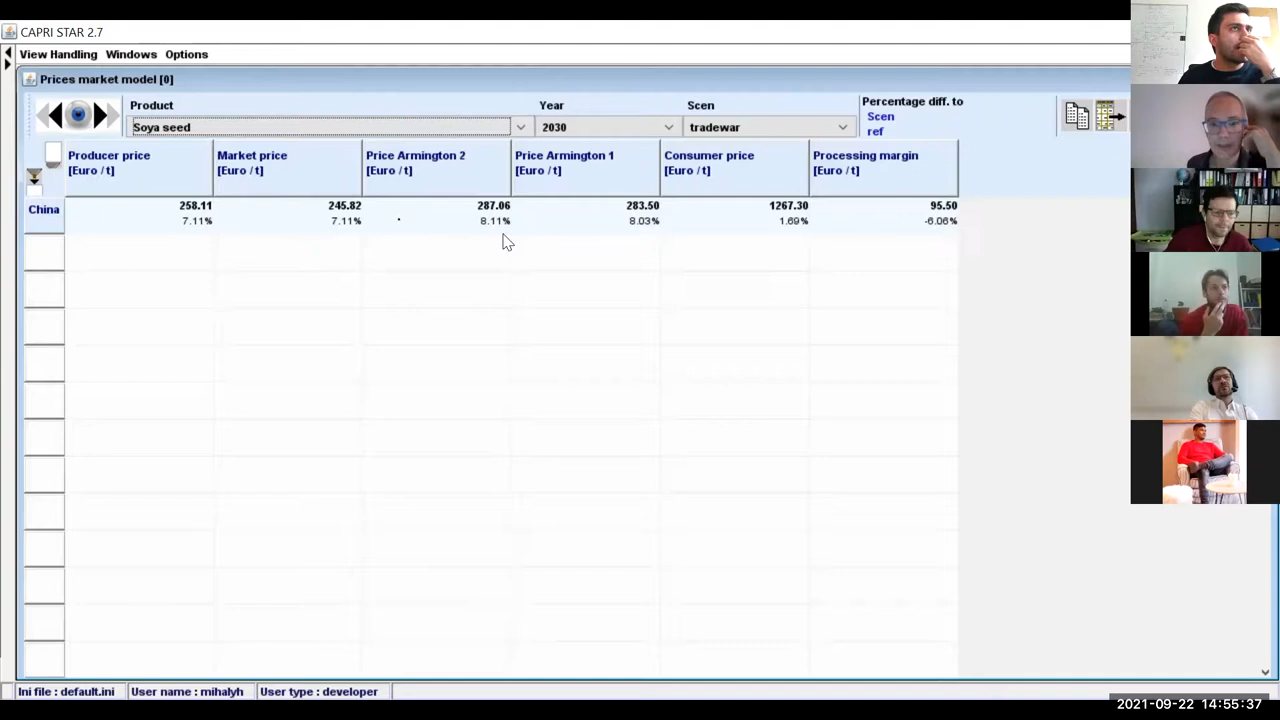 CAPRI STAR 2.7
View Handling Windows Options
Prices market model [0]
Product Year Scen Percentage diff. to
Scen
Soya seed 2030 tradewar ref
Producer price Market price Price Armington 2 Price Armington 1 Consumer price Processing margin
[Euro / t] [Euro / t] [Euro / t] [Euro / t] [Euro / t] [Euro / t]
China 258.11 245.82 287.06 283.50 1267.30 95.50
7.11% 7.11% 8.11% 8.03% 1.69% -6.06%
Ini file : default.ini User name : mihalyh User type : developer
2021-09-22 14:55:37